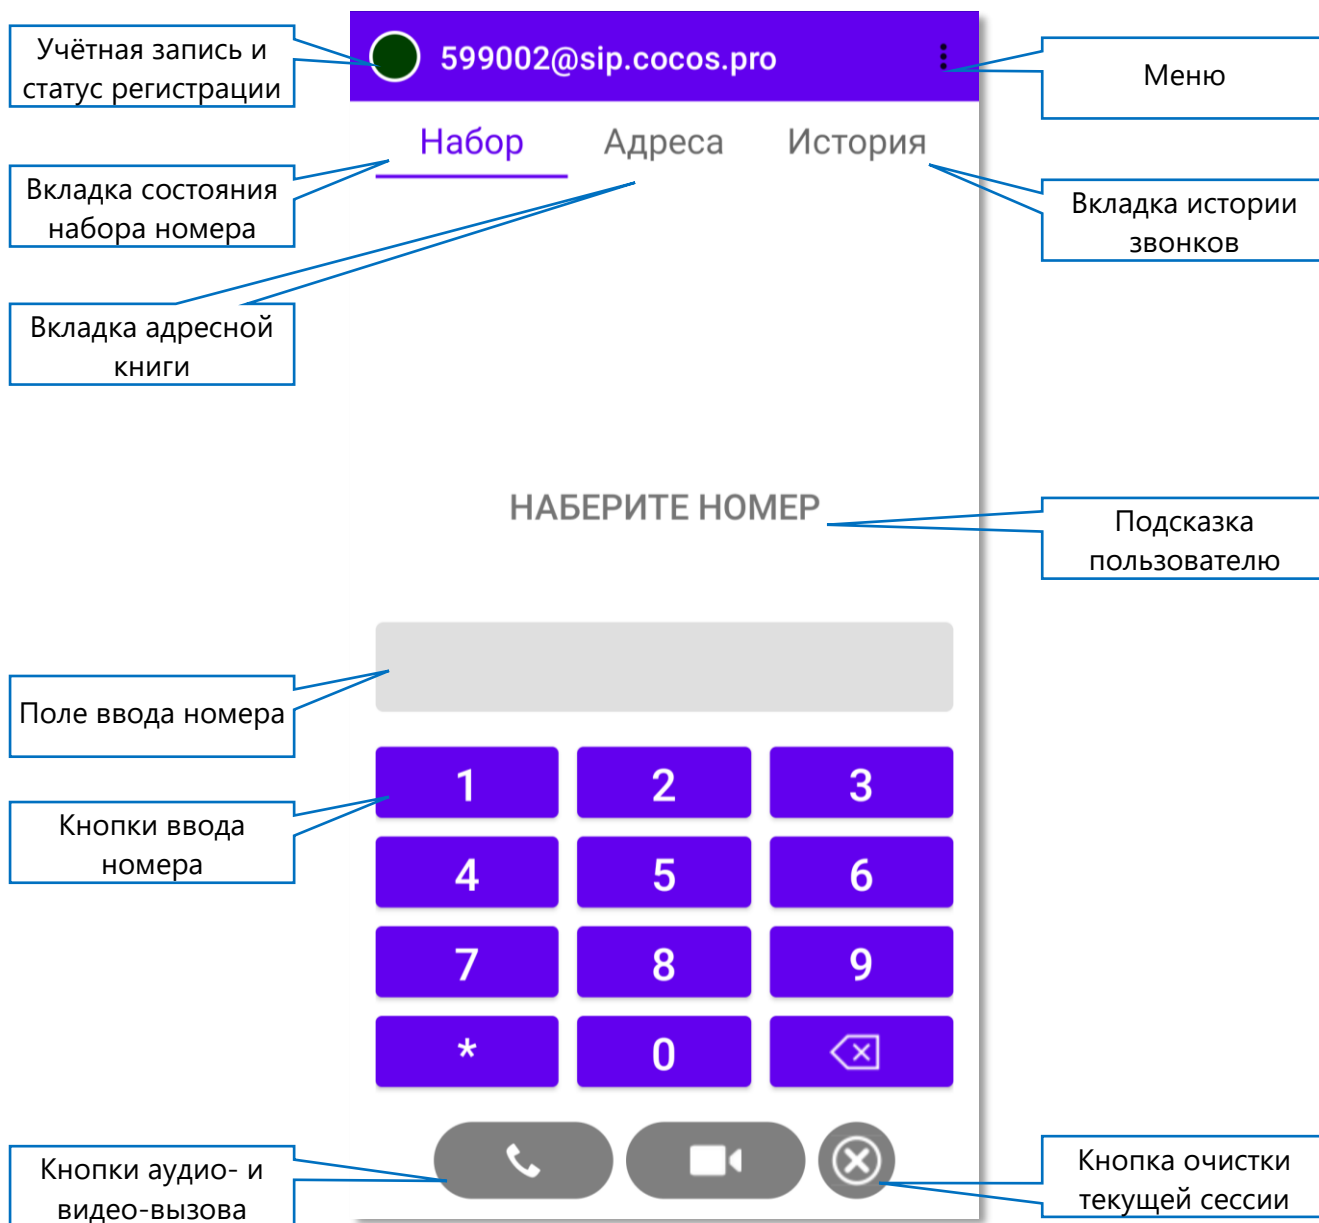 Учётная запись и
статус регистрации
599002@sip.cocos.pro
Меню
Набор
Адреса
История
Вкладка состояния
набора номера
Вкладка истории
звонков
Вкладка адресной
книги
НАБЕРИТЕ НОМЕР
Подсказка
пользователю
Поле ввода номера
Кнопки ввода
номера
1
2
3
4
5
6
7
8
9
*
0
Кнопки аудио- и
видео-вызова
Кнопка очистки
текущей сессии